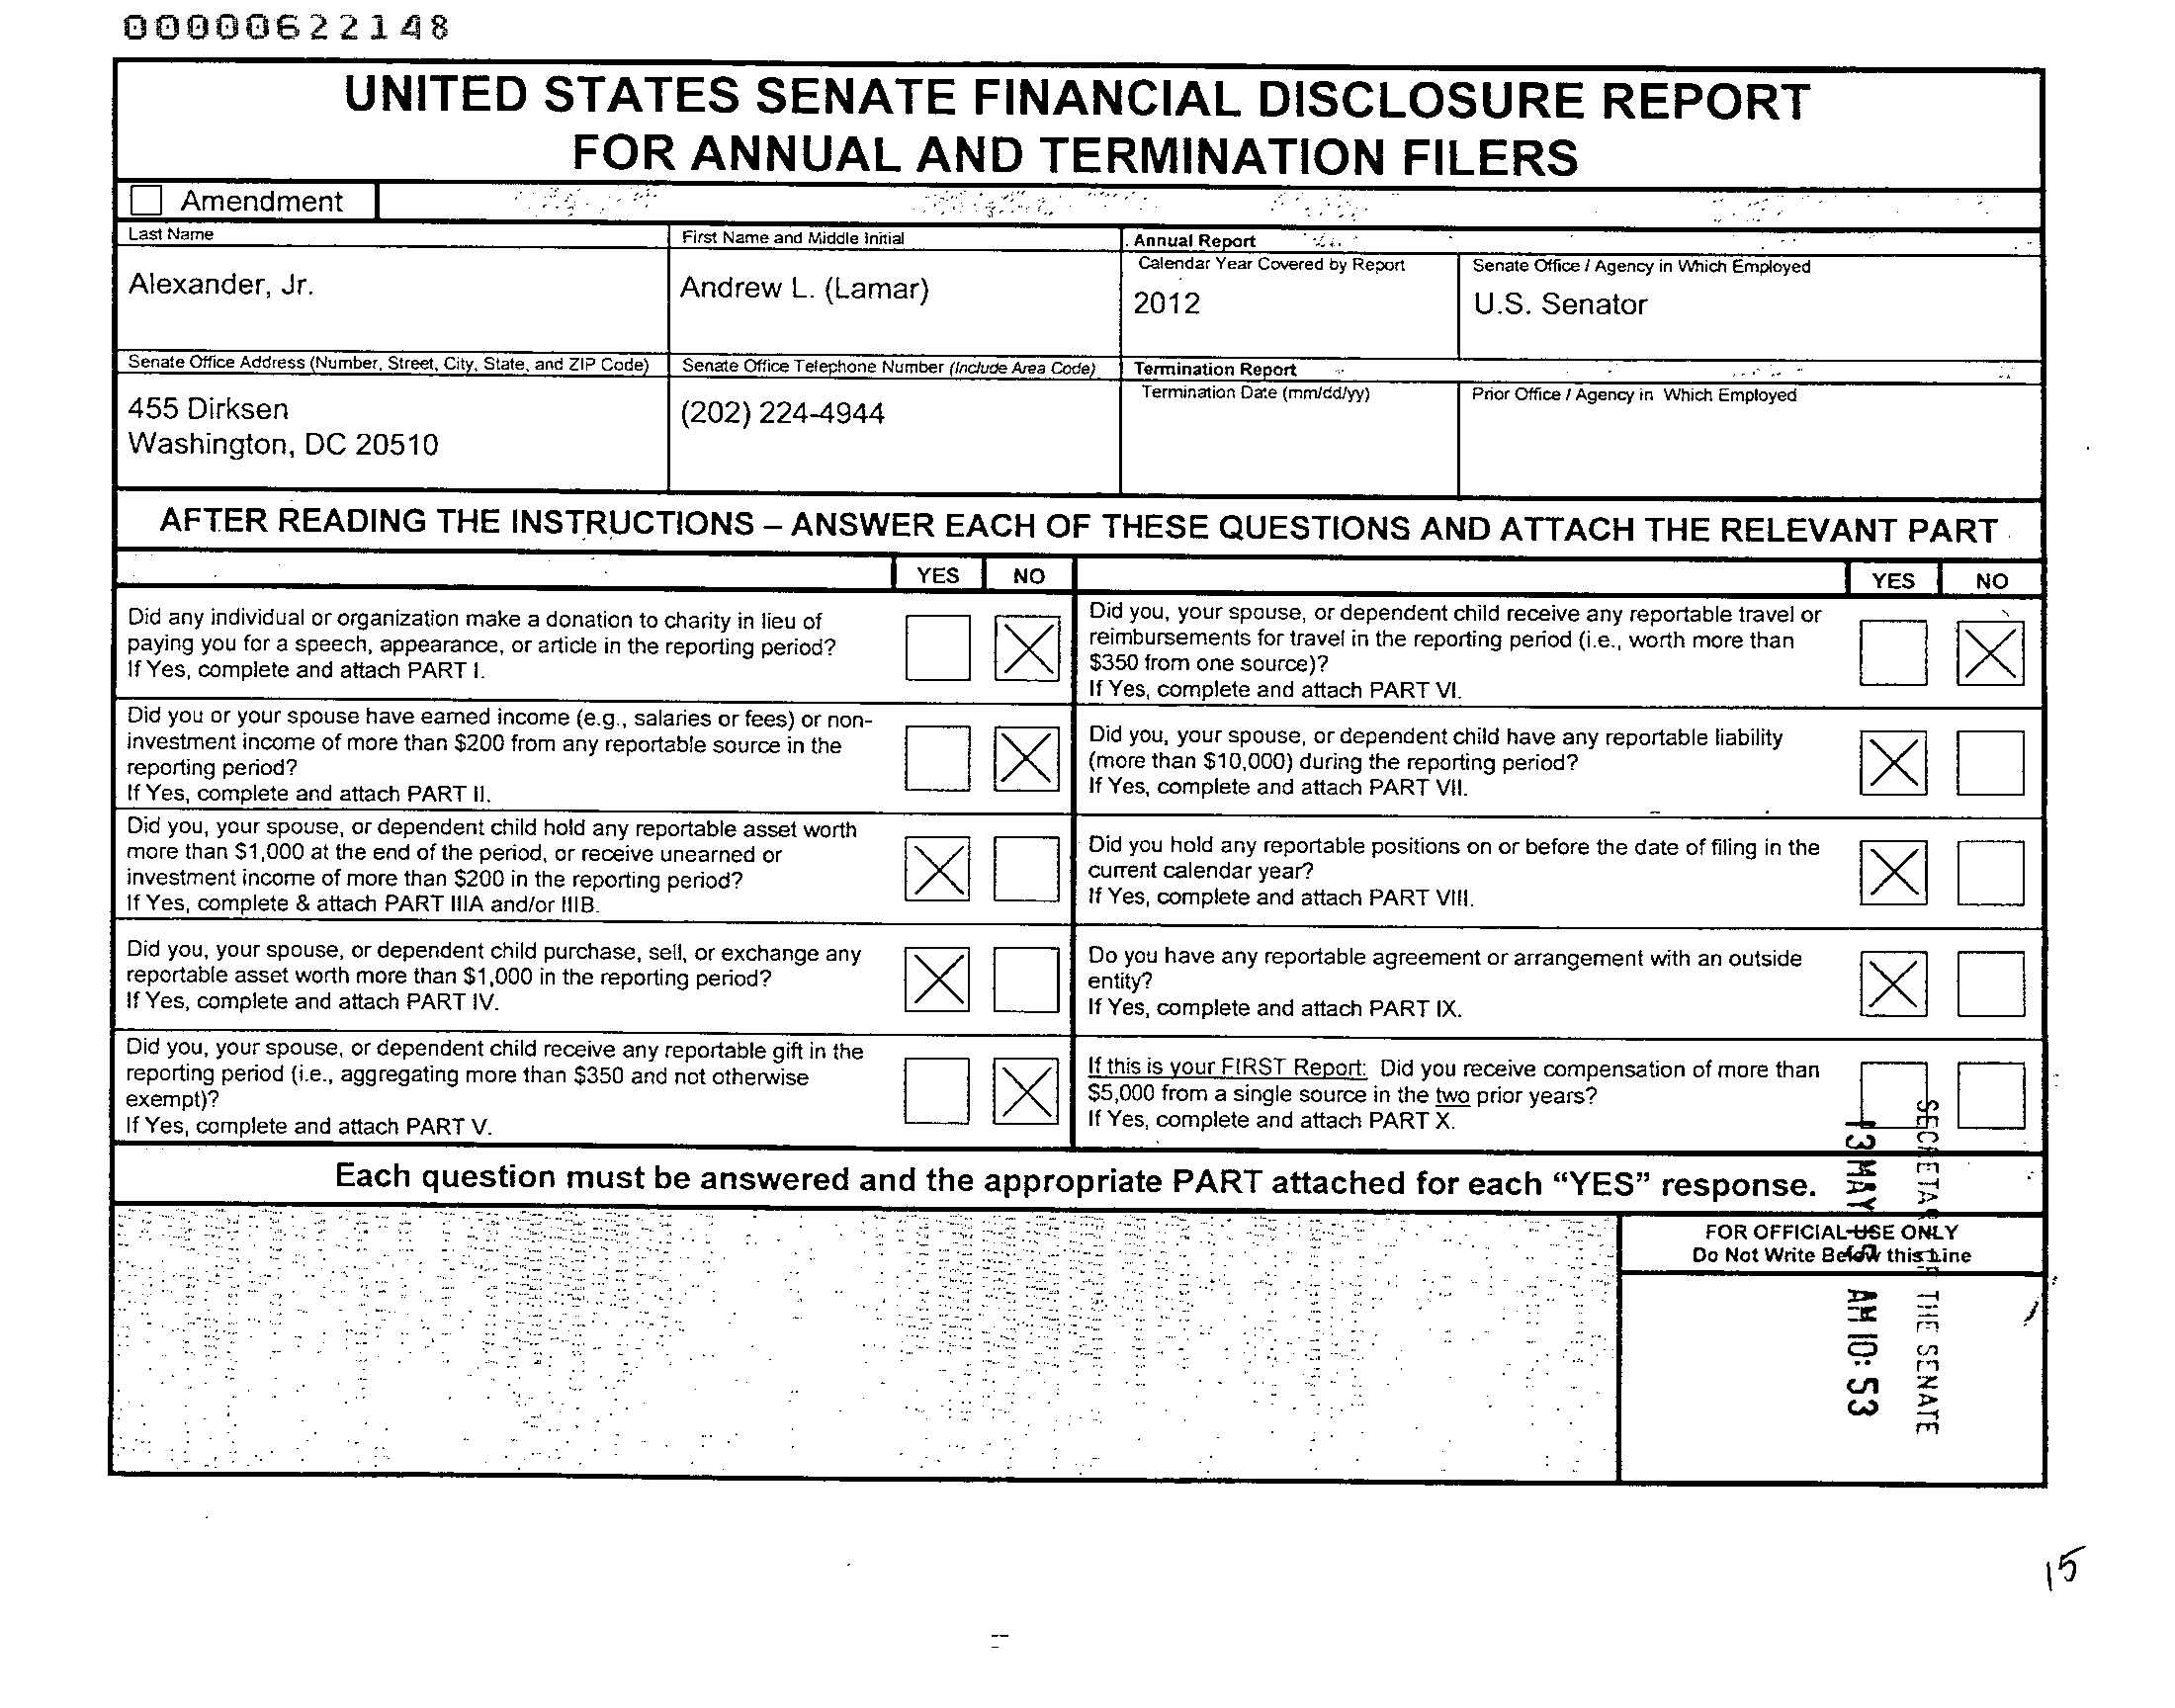 00000622148
UNITED STATES SENATE FINANCIAL DISCLOSURE REPORT
FOR ANNUAL AND TERMINATION FILERS
Amendment
Last Name
First Name and Middle Initial
Annual Report
Calendar Year Covered by Report
Senate Office / Agency in Which Employed
Alexander, Jr.
Andrew L. (Lamar)
2012
U.S. Senator
Senate Office Address (Number, Street, City, State, and ZIP Code)
Senate Office Telephone Number (Include Area Code)
Termination Report
Termination Date (mm/dd/yy)
Prior Office / Agency in Which Employed
455 Dirksen
Washington, DC 20510
(202) 224-4944
AFTER READING THE INSTRUCTIONS – ANSWER EACH OF THESE QUESTIONS AND ATTACH THE RELEVANT PART
YES NO
Did any individual or organization make a donation to charity in lieu of
paying you for a speech, appearance, or article in the reporting period?
If Yes, complete and attach PART I.
Did you or your spouse have earned income (e.g., salaries or fees) or non-
investment income of more than $200 from any reportable source in the
reporting period?
If Yes, complete and attach PART II.
Did you, your spouse, or dependent child hold any reportable asset worth
more than $1,000 at the end of the period, or receive unearned or
investment income of more than $200 in the reporting period?
If Yes, complete & attach PART IIIA and/or IIIB.
Did you, your spouse, or dependent child purchase, sell, or exchange any
reportable asset worth more than $1,000 in the reporting period?
If Yes, complete and attach PART IV.
Did you, your spouse, or dependent child receive any reportable gift in the
reporting period (i.e., aggregating more than $350 and not otherwise
exempt)?
If Yes, complete and attach PART V.
YES NO
Did you, your spouse, or dependent child receive any reportable travel or
reimbursements for travel in the reporting period (i.e., worth more than
$350 from one source)?
If Yes, complete and attach PART VI.
Did you, your spouse, or dependent child have any reportable liability
(more than $10,000) during the reporting period?
If Yes, complete and attach PART VII.
Did you hold any reportable positions on or before the date of filing in the
current calendar year?
If Yes, complete and attach PART VIII.
Do you have any reportable agreement or arrangement with an outside
entity?
If Yes, complete and attach PART IX.
If this is your FIRST Report: Did you receive compensation of more than
$5,000 from a single source in the two prior years?
If Yes, complete and attach PART X.
Each question must be answered and the appropriate PART attached for each “YES” response.
FOR OFFICIAL USE ONLY
Do Not Write Below this Line
THE SENATE
13 MAY
AM 10: 53
15